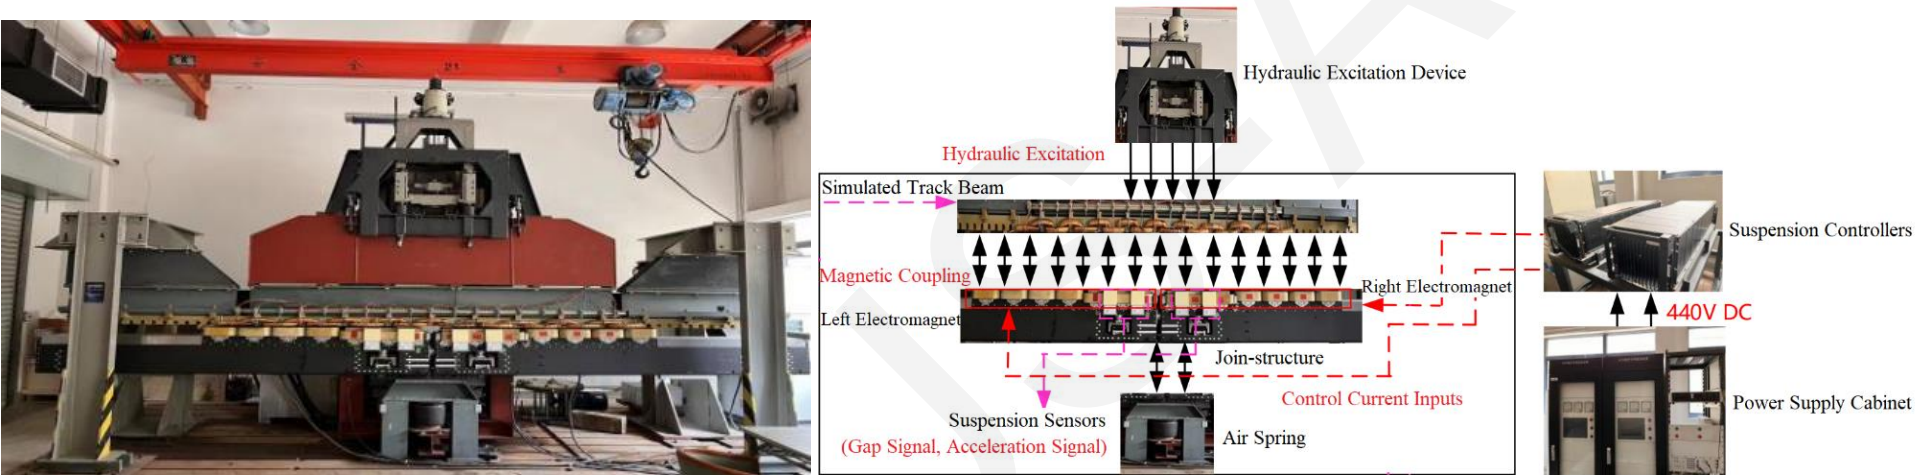 Hydraulic Excitation Device
Hydraulic Excitation
Simulated Track Beam
Suspension Controllers
Magnetic Coupling
Right Electromagnet
Left Electromagnet
440V DC
Join-structure
Control Current Inputs
Power Supply Cabinet
Suspension Sensors
Air Spring
(Gap Signal, Acceleration Signal)